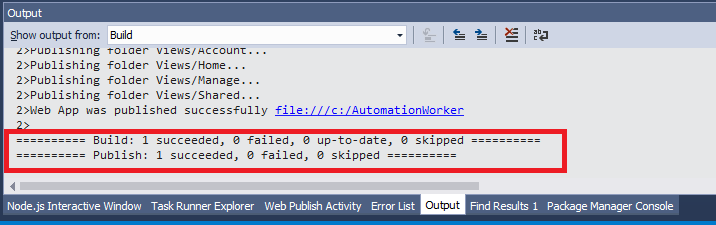 Output
Show output from: Build
2>Publishing folder Views/Account...
2>Publishing folder Views/Home...
2>Publishing folder Views/Manage...
2>Publishing folder Views/Shared...
2>Web App was published successfully file:///c:/AutomationWorker
2>
========== Build: 1 succeeded, 0 failed, 0 up-to-date, 0 skipped ==========
========== Publish: 1 succeeded, 0 failed, 0 skipped ==========
Node.js Interactive Window Task Runner Explorer Web Publish Activity Error List Output Find Results 1 Package Manager Console